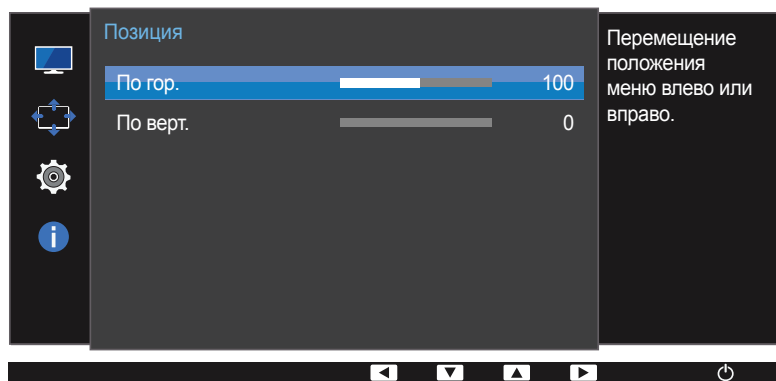 Позиция
По гор. 100
По верт. 0
Перемещение
положения
меню влево или
вправо.